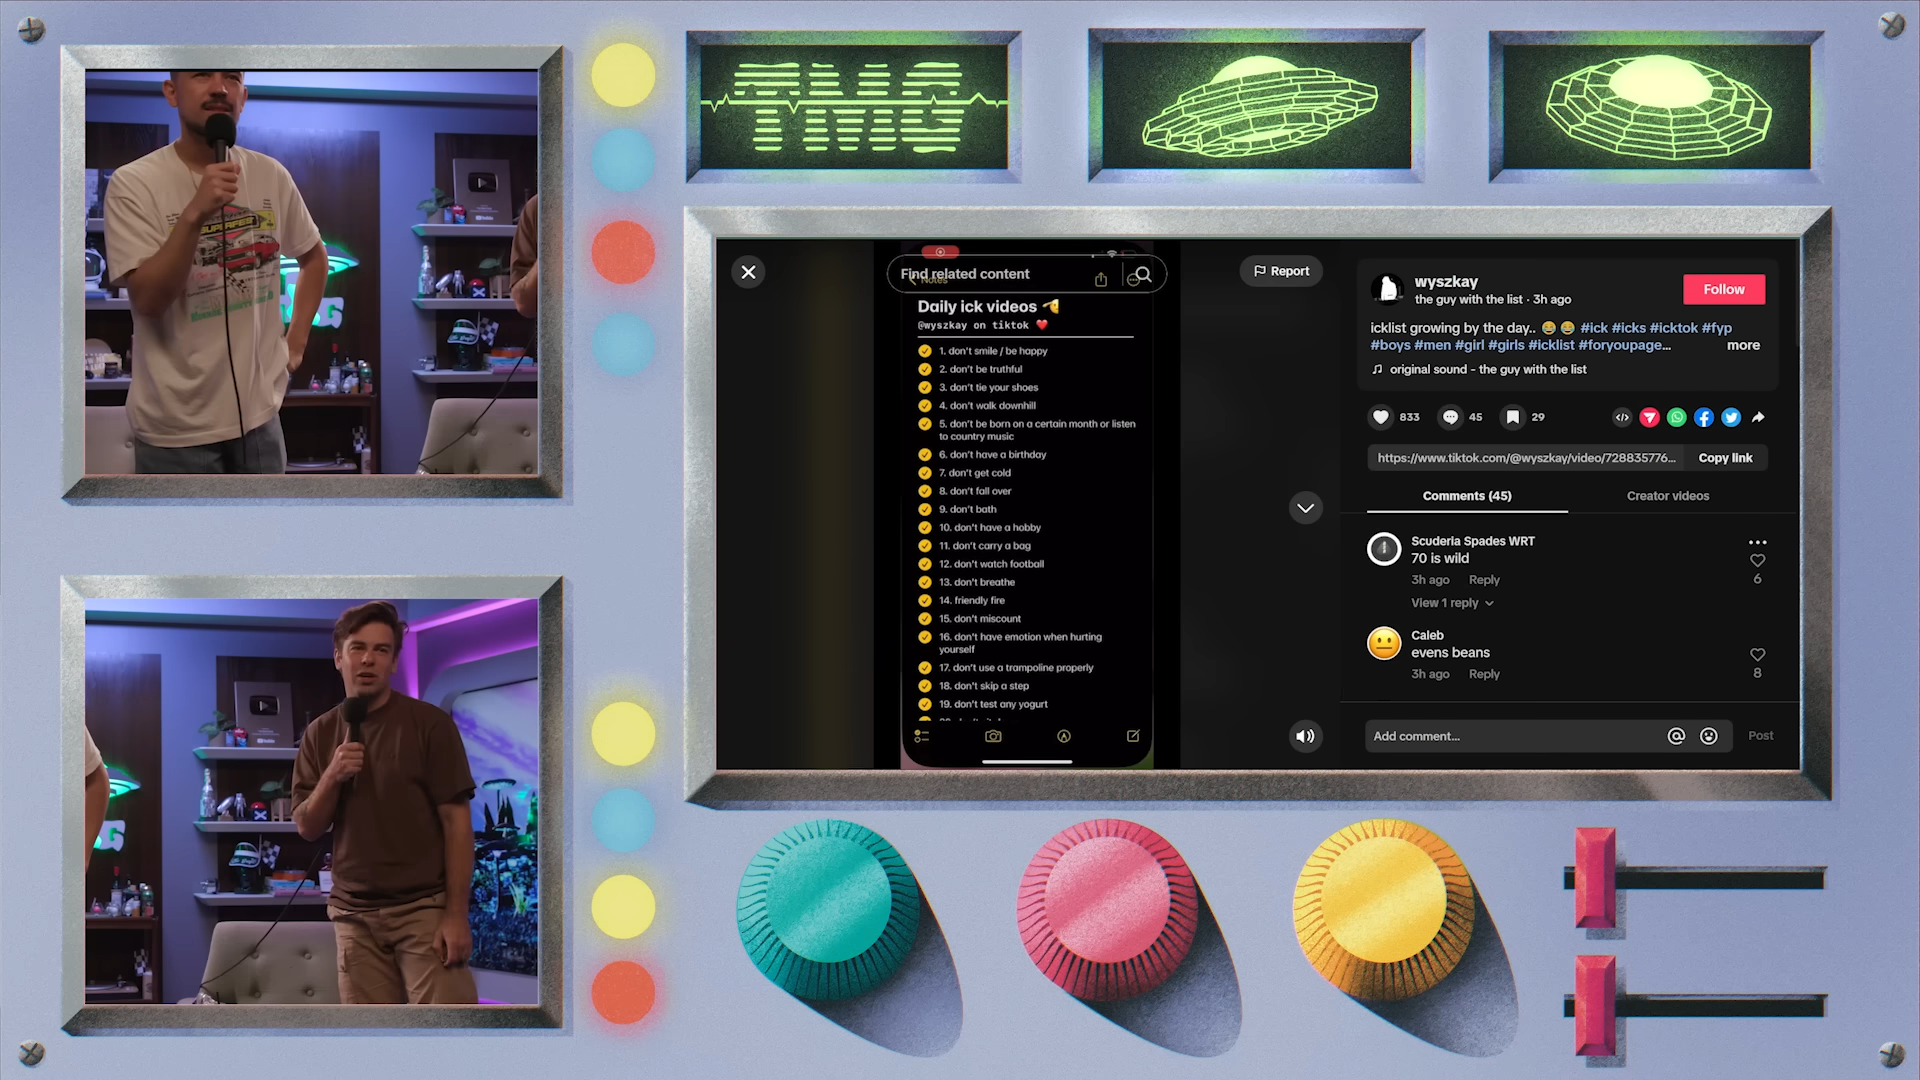 TMG
SUPERFEST
Find related content
Notes
Daily ick videos
@wyszkay on tiktok
1. don't smile / be happy
2. don't be truthful
3. don't tie your shoes
4. don't walk downhill
5. don't be born on a certain month or listen
to country music
6. don't have a birthday
7. don't get cold
8. don't fall over
9. don't bath
10. don't have a hobby
11. don't carry a bag
12. don't watch football
13. don't breathe
14. friendly fire
15. don't miscount
16. don't have emotion when hurting
yourself
17. don't use a trampoline properly
18. don't skip a step
19. don't test any yogurt
Report
wyszkay
the guy with the list · 3h ago
Follow
icklist growing by the day.. 😂 😂 #ick #icks #icktok #fyp
#boys #men #girl #girls #icklist #foryoupage... more
original sound - the guy with the list
833 45 29
https://www.tiktok.com/@wyszkay/video/728835776... Copy link
Comments (45) Creator videos
Scuderia Spades WRT
70 is wild
3h ago Reply 6
View 1 reply
Caleb
evens beans
3h ago Reply 8
Add comment... Post